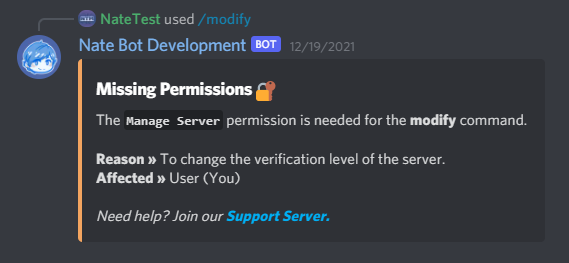 NateTest used /modify
Nate Bot Development BOT 12/19/2021
Missing Permissions
The Manage Server permission is needed for the modify command.
Reason » To change the verification level of the server.
Affected » User (You)
Need help? Join our Support Server.